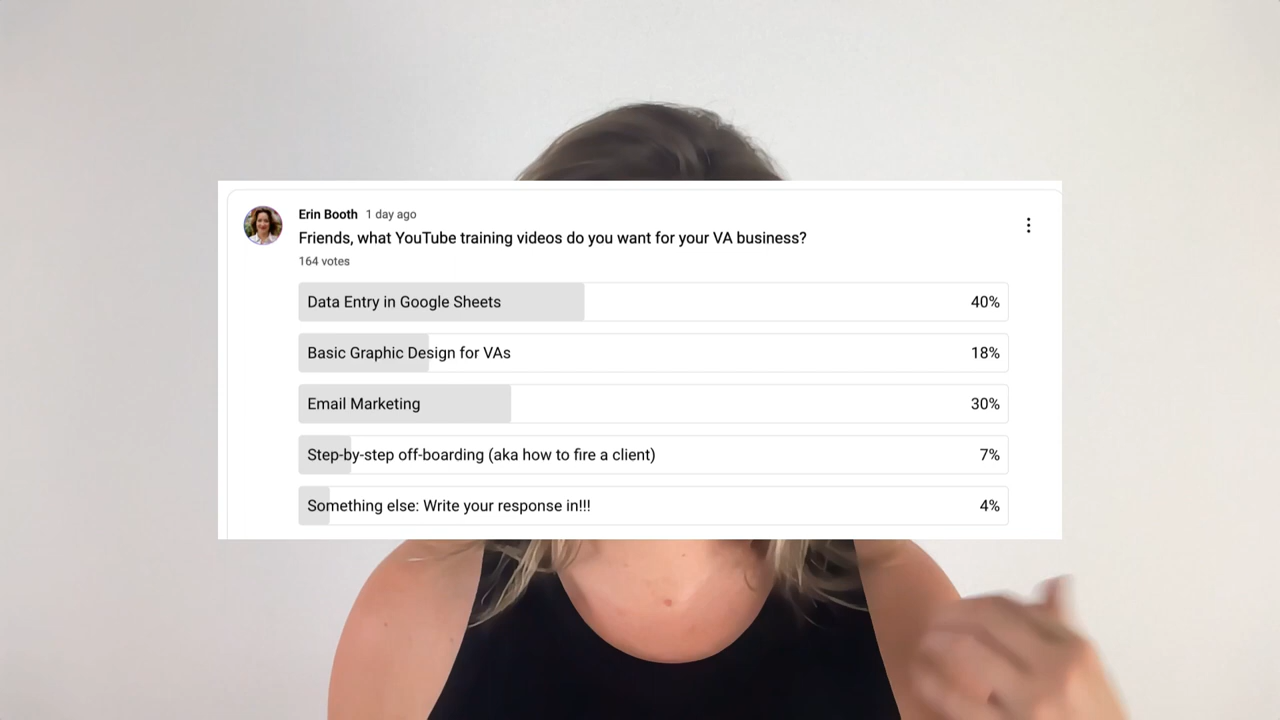 Erin Booth 1 day ago
Friends, what YouTube training videos do you want for your VA business?
164 votes
Data Entry in Google Sheets 40%
Basic Graphic Design for VAs 18%
Email Marketing 30%
Step-by-step off-boarding (aka how to fire a client) 7%
Something else: Write your response in!!! 4%